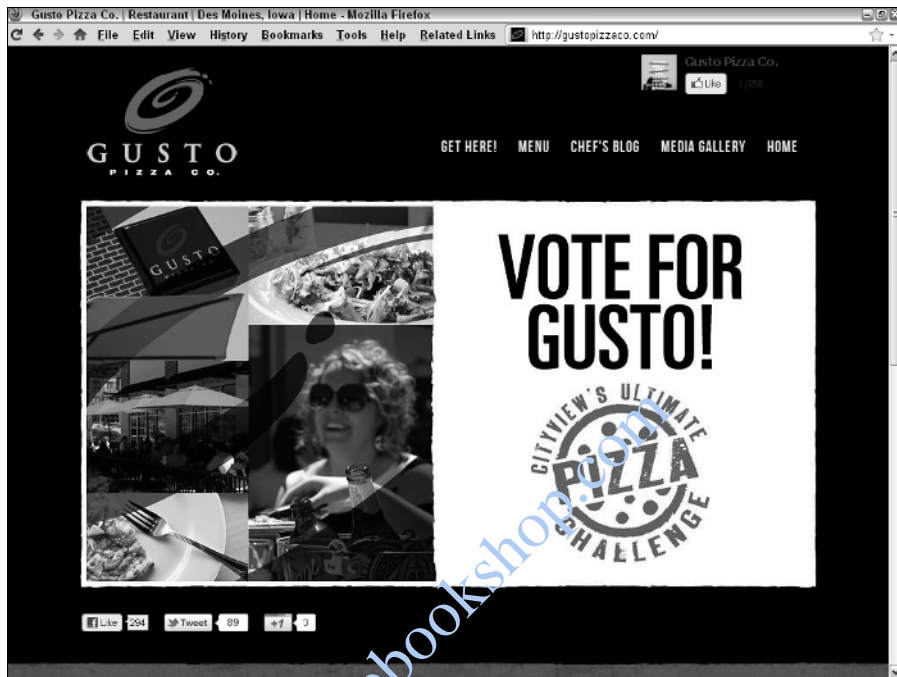 Gusto Pizza Co. | Restaurant | Des Moines, Iowa | Home - Mozilla Firefox
File Edit View History Bookmarks Tools Help Related Links http://gustopizzaco.com/
Gusto Pizza Co.
Like 1,958
GUSTO
PIZZA CO.
GET HERE! MENU CHEF'S BLOG MEDIA GALLERY HOME
GUSTO
VOTE FOR
GUSTO!
CITYVIEW'S ULTIMATE
PIZZA
CHALLENGE
Like 294 Tweet 89 +1 3